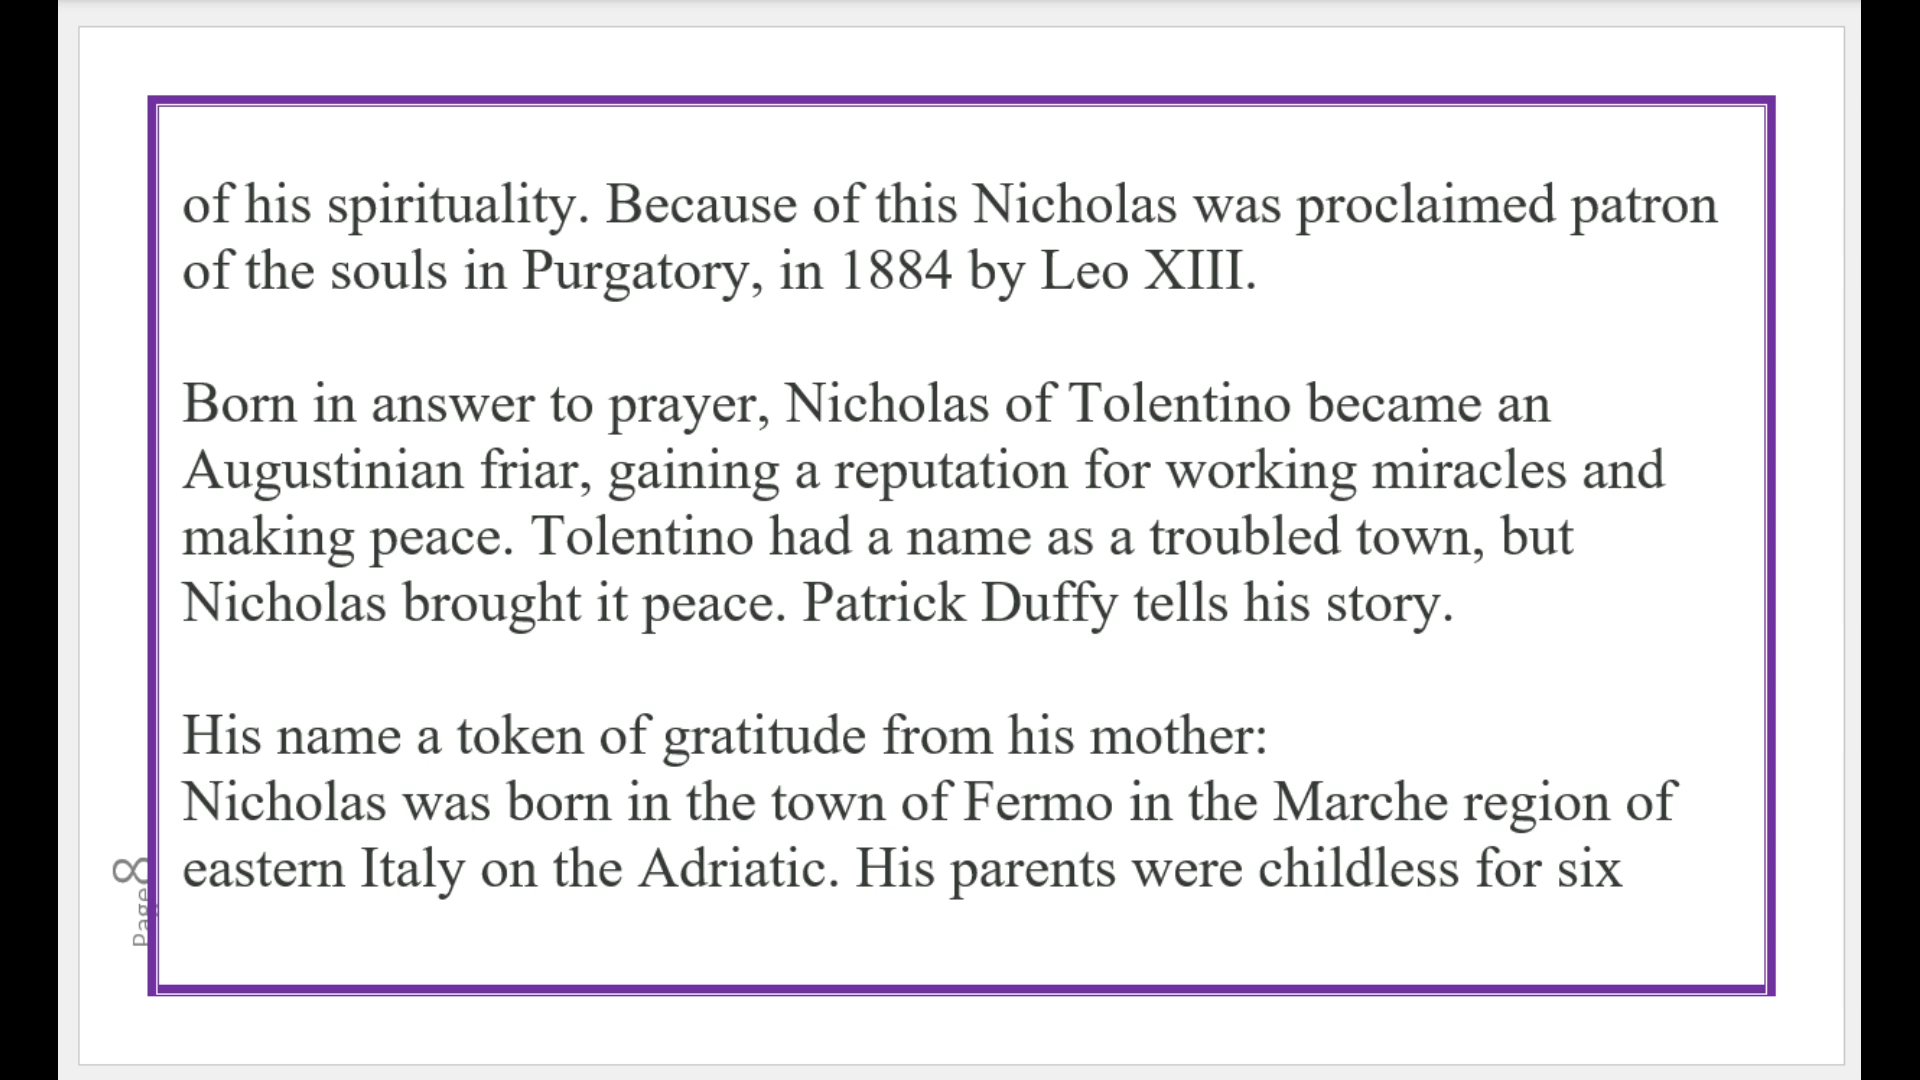 of his spirituality. Because of this Nicholas was proclaimed patron
of the souls in Purgatory, in 1884 by Leo XIII.
Born in answer to prayer, Nicholas of Tolentino became an
Augustinian friar, gaining a reputation for working miracles and
making peace. Tolentino had a name as a troubled town, but
Nicholas brought it peace. Patrick Duffy tells his story.
His name a token of gratitude from his mother:
Nicholas was born in the town of Fermo in the Marche region of
eastern Italy on the Adriatic. His parents were childless for six
Page 8